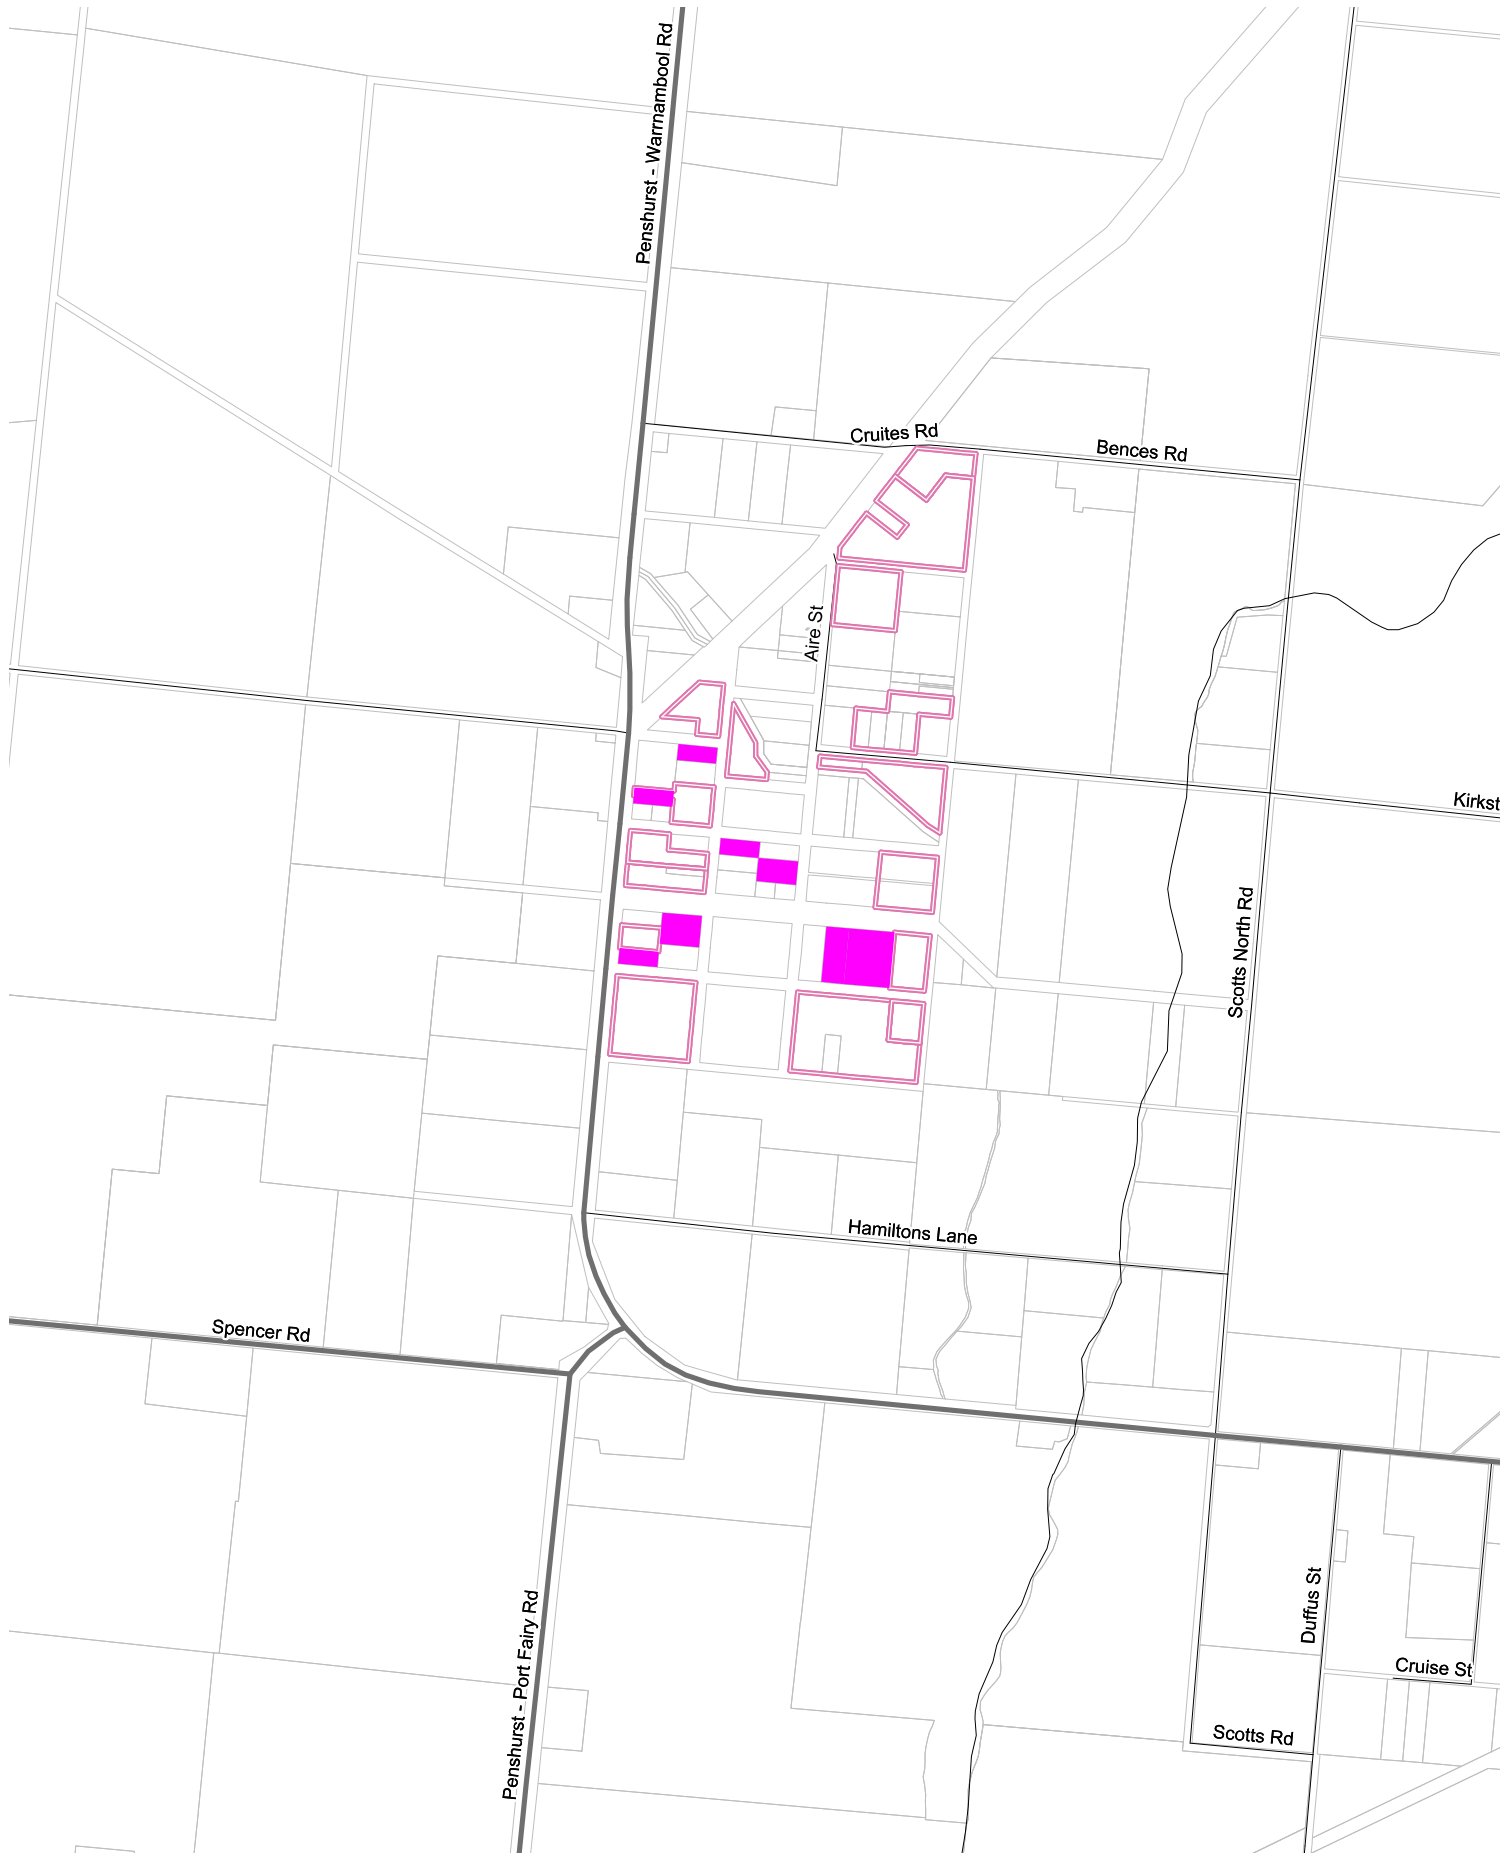 Penshurst - Warrnambool Rd
Cruites Rd
Bences Rd
Aire St
Kirkst
Scotts North Rd
Hamiltons Lane
Spencer Rd
Penshurst - Port Fairy Rd
Duffus St
Cruise St
Scotts Rd